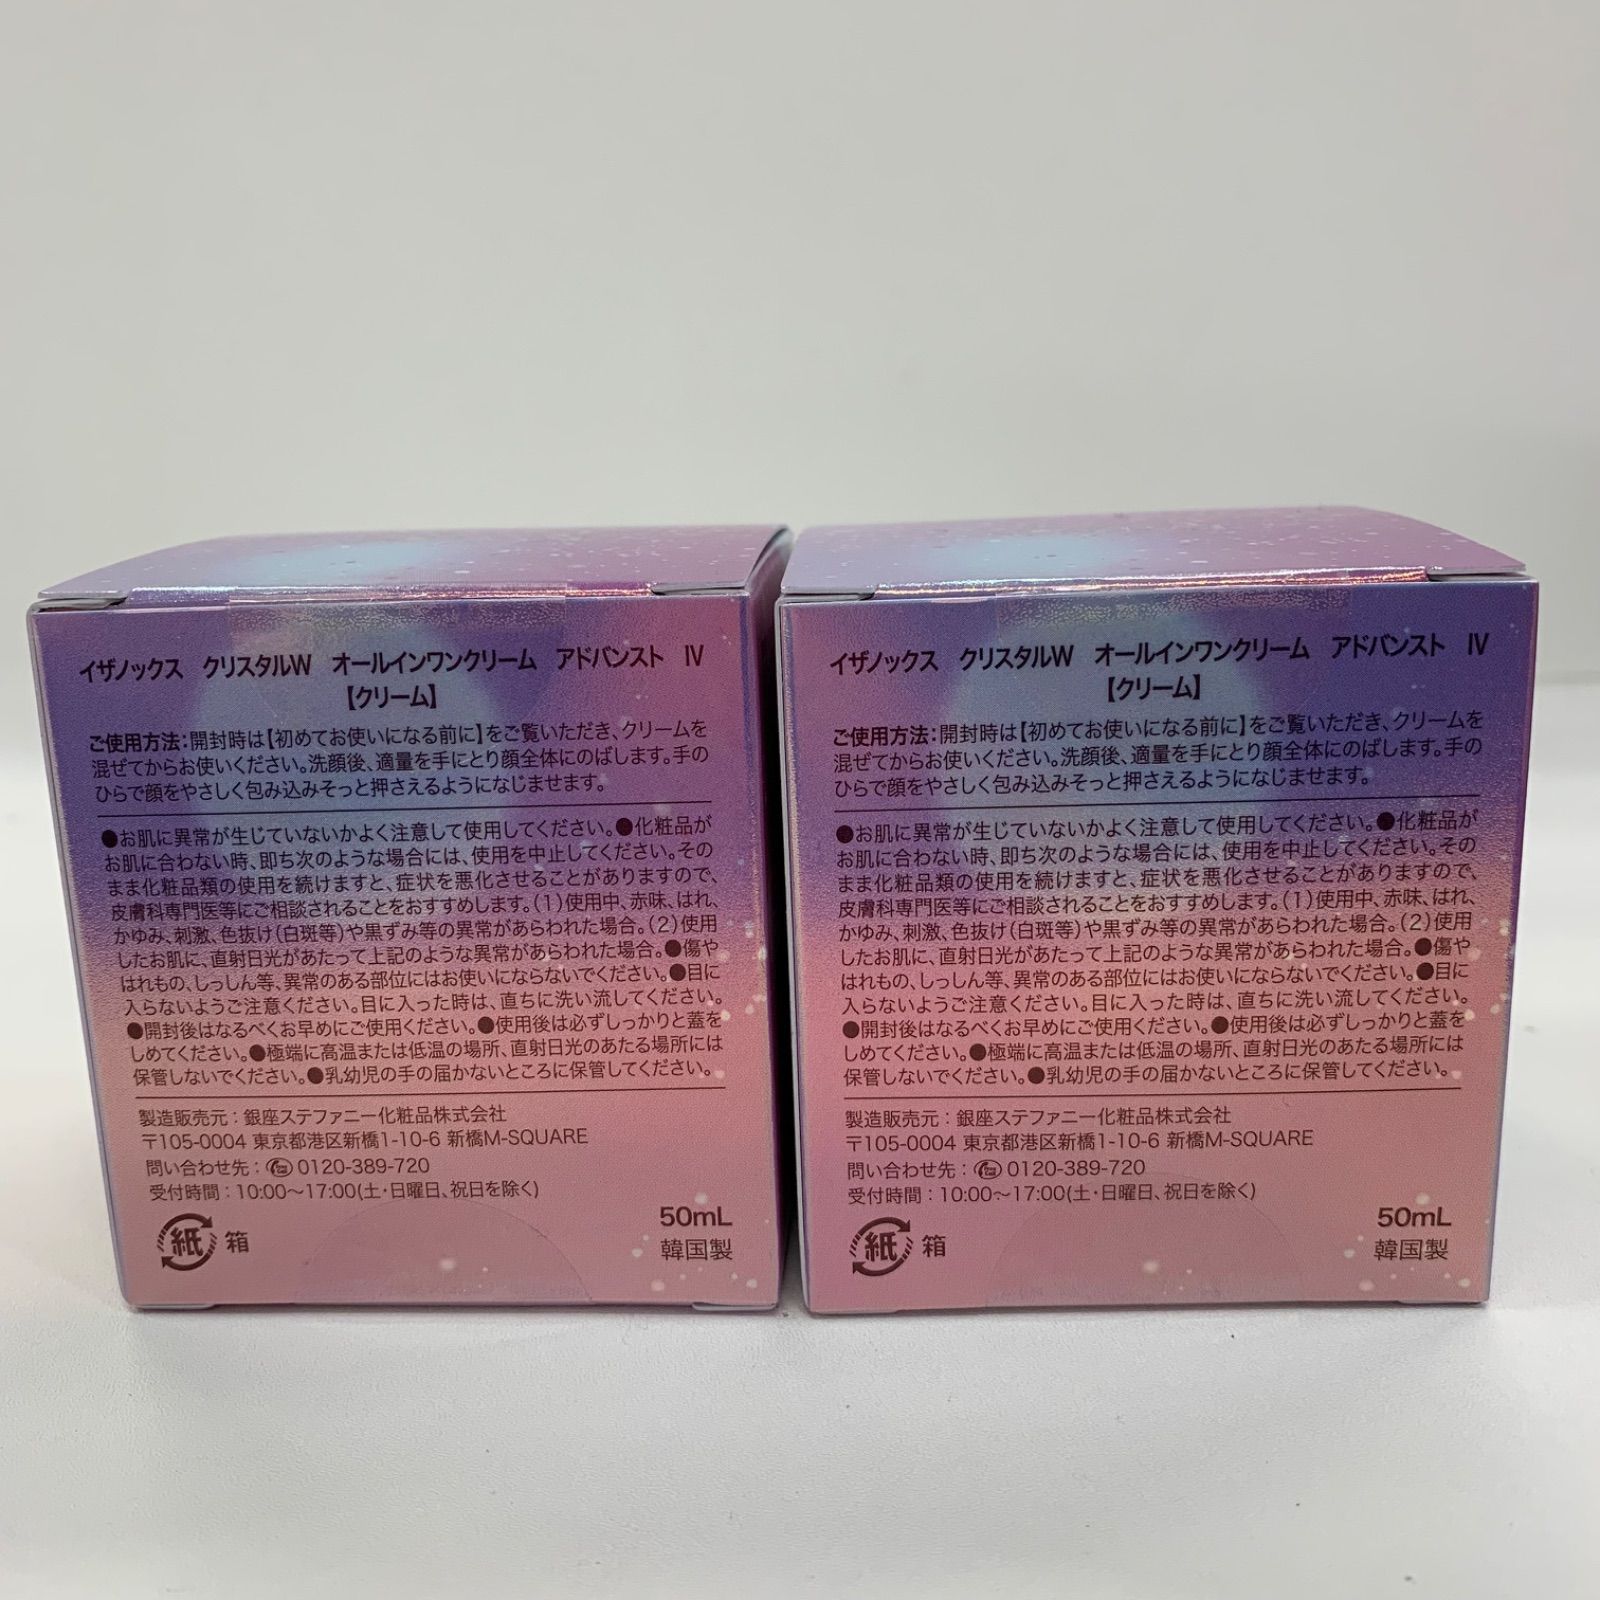 イザノックス　クリスタルW　オールインワンクリーム　アドバンスト　IV
【クリーム】
ご使用方法：開封時は【初めてお使いになる前に】をご覧いただき、クリームを
混ぜてからお使いください。洗顔後、適量を手にとり顔全体にのばします。手の
ひらで顔をやさしく包み込みそっと押さえるようになじませます。
●お肌に異常が生じていないかよく注意して使用してください。●化粧品が
お肌に合わない時、即ち次のような場合には、使用を中止してください。その
まま化粧品類の使用を続けますと、症状を悪化させることがありますので、
皮膚科専門医等にご相談されることをおすすめします。（1）使用中、赤味、はれ、
かゆみ、刺激、色抜け（白斑等）や黒ずみ等の異常があらわれた場合。（2）使用
したお肌に、直射日光があたって上記のような異常があらわれた場合。●傷や
はれもの、しっしん等、異常のある部位にはお使いにならないでください。●目に
入らないようご注意ください。目に入った時は、直ちに洗い流してください。
●開封後はなるべくお早めにご使用ください。●使用後は必ずしっかりと蓋を
しめてください。●極端に高温または低温の場所、直射日光のあたる場所には
保管しないでください。●乳幼児の手の届かないところに保管してください。
製造販売元：銀座ステファニー化粧品株式会社
〒105-0004 東京都港区新橋1-10-6 新橋M-SQUARE
問い合わせ先：0120-389-720
受付時間：10:00～17:00(土・日曜日、祝日を除く)
紙 箱
50mL
韓国製
イザノックス　クリスタルW　オールインワンクリーム　アドバンスト　IV
【クリーム】
ご使用方法：開封時は【初めてお使いになる前に】をご覧いただき、クリームを
混ぜてからお使いください。洗顔後、適量を手にとり顔全体にのばします。手の
ひらで顔をやさしく包み込みそっと押さえるようになじませます。
●お肌に異常が生じていないかよく注意して使用してください。●化粧品が
お肌に合わない時、即ち次のような場合には、使用を中止してください。その
まま化粧品類の使用を続けますと、症状を悪化させることがありますので、
皮膚科専門医等にご相談されることをおすすめします。（1）使用中、赤味、はれ、
かゆみ、刺激、色抜け（白斑等）や黒ずみ等の異常があらわれた場合。（2）使用
したお肌に、直射日光があたって上記のような異常があらわれた場合。●傷や
はれもの、しっしん等、異常のある部位にはお使いにならないでください。●目に
入らないようご注意ください。目に入った時は、直ちに洗い流してください。
●開封後はなるべくお早めにご使用ください。●使用後は必ずしっかりと蓋を
しめてください。●極端に高温または低温の場所、直射日光のあたる場所には
保管しないでください。●乳幼児の手の届かないところに保管してください。
製造販売元：銀座ステファニー化粧品株式会社
〒105-0004 東京都港区新橋1-10-6 新橋M-SQUARE
問い合わせ先：0120-389-720
受付時間：10:00～17:00(土・日曜日、祝日を除く)
紙 箱
50mL
韓国製